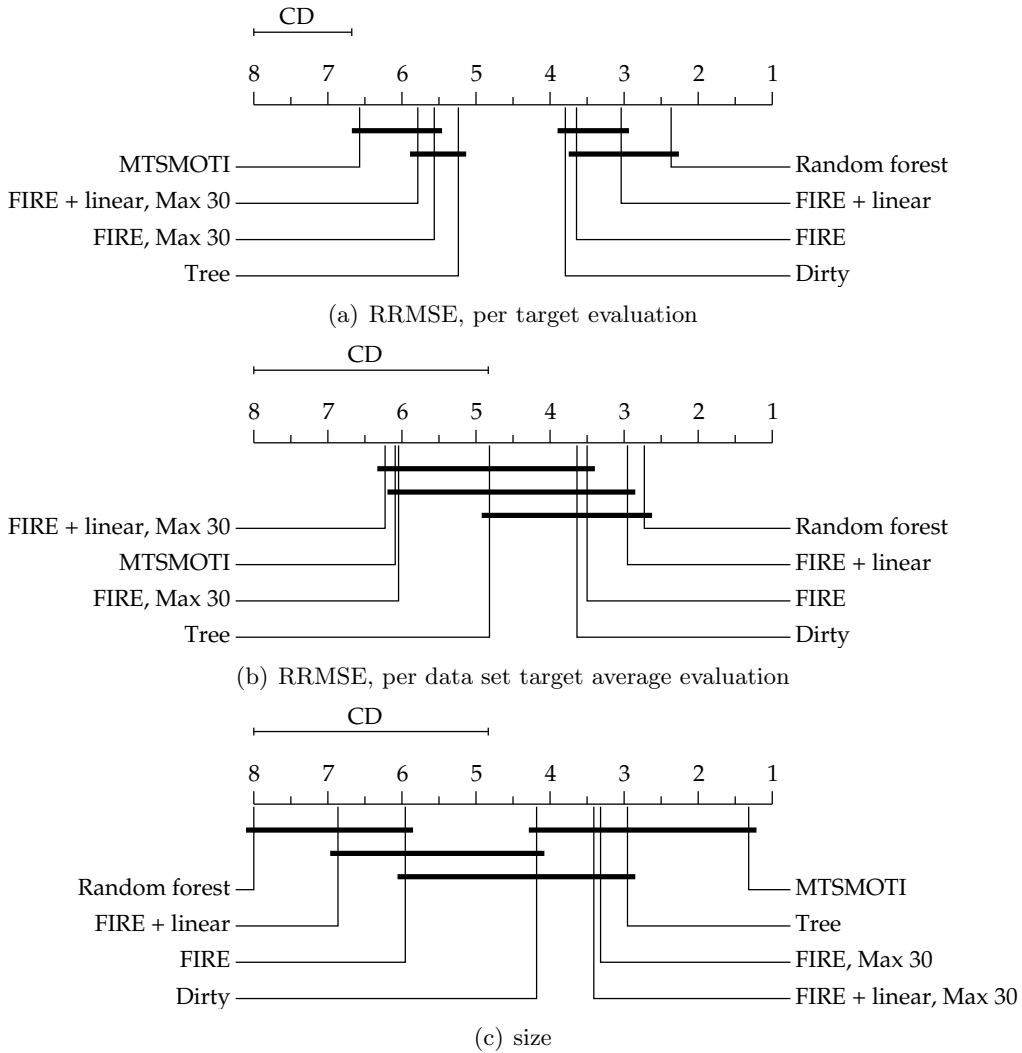 CD
8 7 6 5 4 3 2 1
MTSMOTI Random forest
FIRE + linear, Max 30 FIRE + linear
FIRE, Max 30 FIRE
Tree Dirty
(a) RRMSE, per target evaluation
CD
8 7 6 5 4 3 2 1
FIRE + linear, Max 30 Random forest
MTSMOTI FIRE + linear
FIRE, Max 30 FIRE
Tree Dirty
(b) RRMSE, per data set target average evaluation
CD
8 7 6 5 4 3 2 1
Random forest MTSMOTI
FIRE + linear Tree
FIRE FIRE, Max 30
Dirty FIRE + linear, Max 30
(c) size